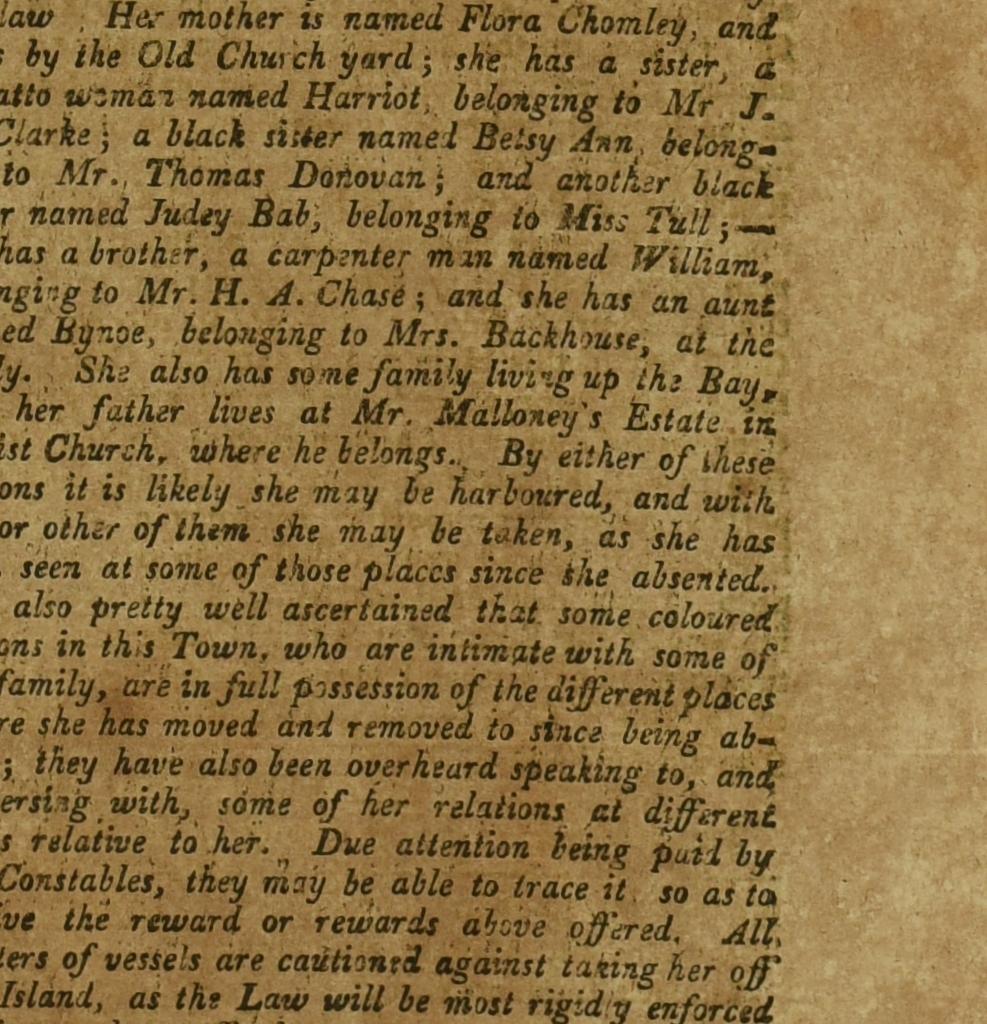 law . Her mother is named Flora Chomley, and
s by the Old Church yard ; she has a sister, a
atto woman named Harriot, belonging to Mr J.
Clarke ; a black sister named Betsy Ann, belong-
to Mr. Thomas Donovan ; and another black
r named Judey Bab, belonging to Miss Tull ; —
has a brother, a carpenter man named William,
nging to Mr. H. A. Chase ; and she has an aunt
ed Bynoe, belonging to Mrs. Backhouse, at the
ly. She also has some family living up the Bay,
her father lives at Mr. Malloney's Estate in
ist Church, where he belongs. By either of these
ons it is likely she may be harboured, and with
or other of them she may be taken, as she has
seen at some of those places since she absented.
also pretty well ascertained that some coloured
ons in this Town, who are intimate with some of
family, are in full possession of the different places
re she has moved and removed to since being ab-
; they have also been overheard speaking to, and
ersing with, some of her relations at different
s relative to her. Due attention being paid by
Constables, they may be able to trace it so as to
ive the reward or rewards above offered. All
ters of vessels are cautioned against taking her off
Island, as the Law will be most rigidly enforced